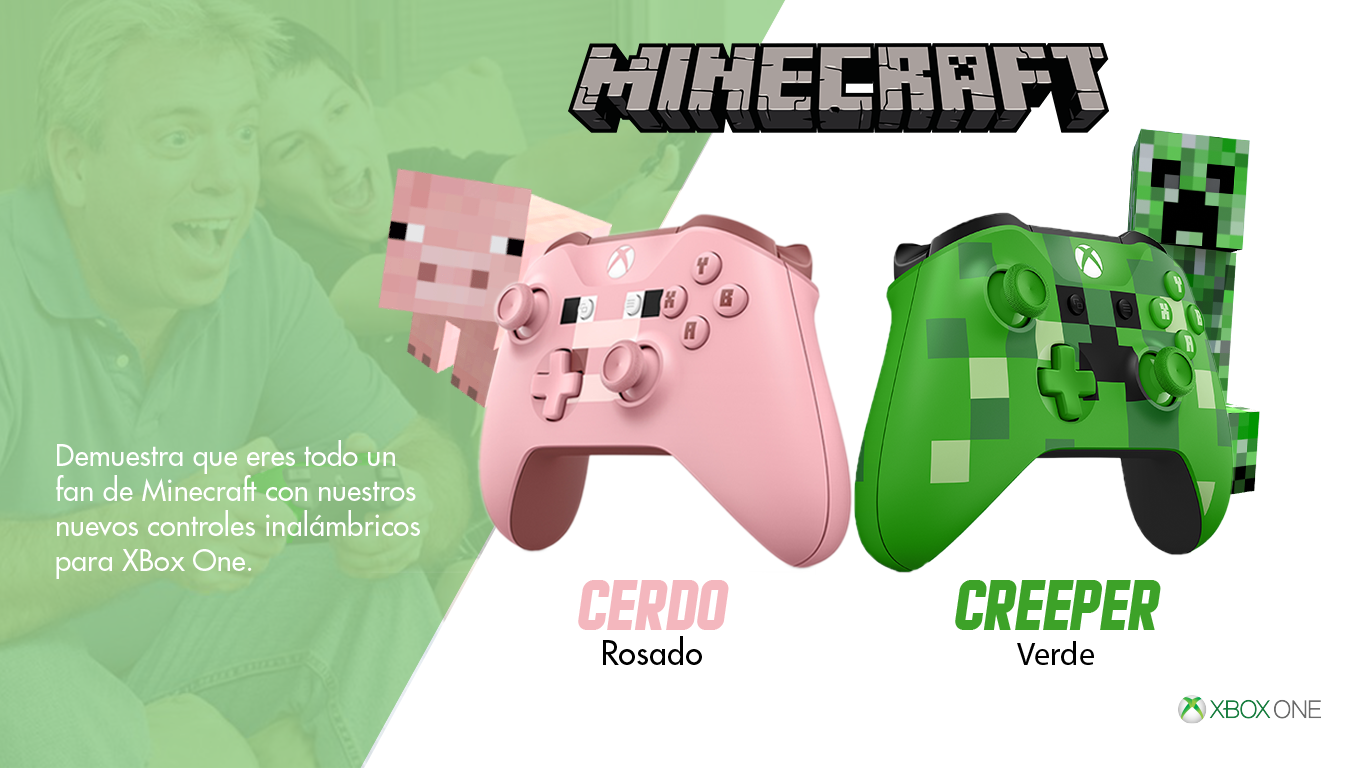 MINECRAFT
Y
X
B
A
Y
X
B
A
Demuestra que eres todo un
fan de Minecraft con nuestros
nuevos controles inalámbricos
para XBox One.
CERDO
Rosado
CREEPER
Verde
XBOX ONE